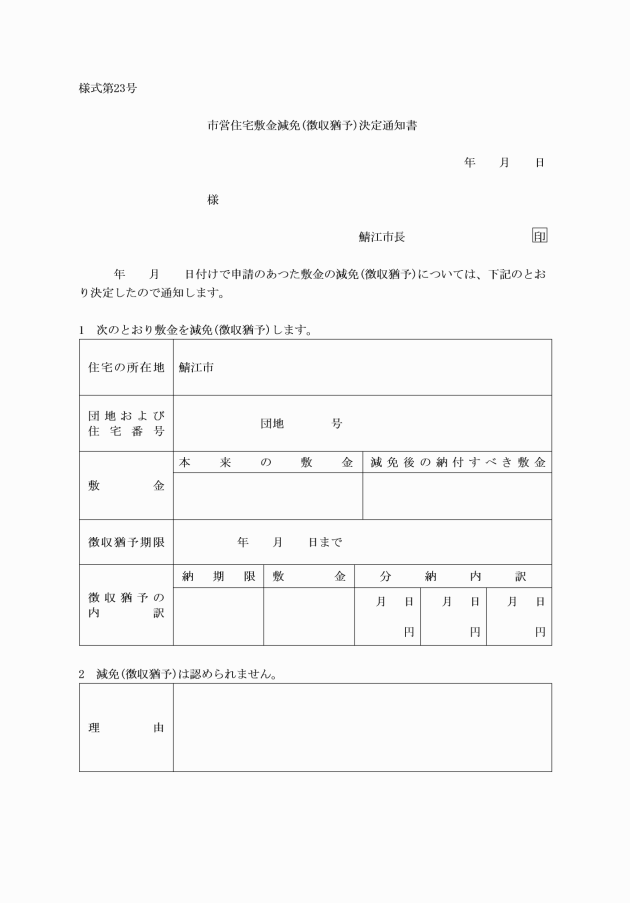 様式第23号
市営住宅敷金減免(徴収猶予)決定通知書
年　月　日
様
鯖江市長　印
年　月　日付けで申請のあつた敷金の減免(徴収猶予)については、下記のとお
り決定したので通知します。
1　次のとおり敷金を減免(徴収猶予)します。
住宅の所在地　鯖江市
団地および
住宅番号
団地　号
敷金
本来の敷金　減免後の納付すべき敷金
徴収猶予期限　年　月　日まで
徴収猶予の
内訳
納期限　敷金　分納内訳
月　日　月　日　月　日
円　円　円
2　減免(徴収猶予)は認められません。
理由